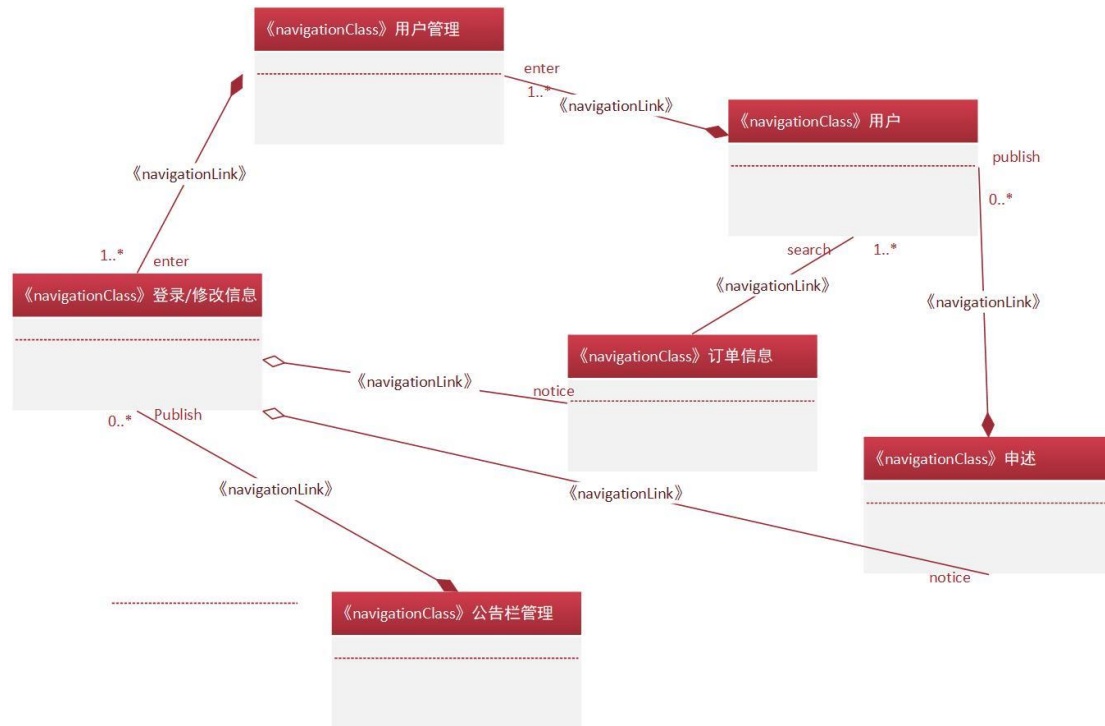 《navigationClass》用户管理
enter
1..*
《navigationLink》
《navigationClass》用户
publish
0..*
《navigationLink》
1..*
enter
search
1..*
《navigationLink》
《navigationClass》登录/修改信息
《navigationLink》
《navigationClass》订单信息
《navigationLink》
notice
0..*
Publish
《navigationClass》申述
《navigationLink》
《navigationLink》
notice
《navigationClass》公告栏管理